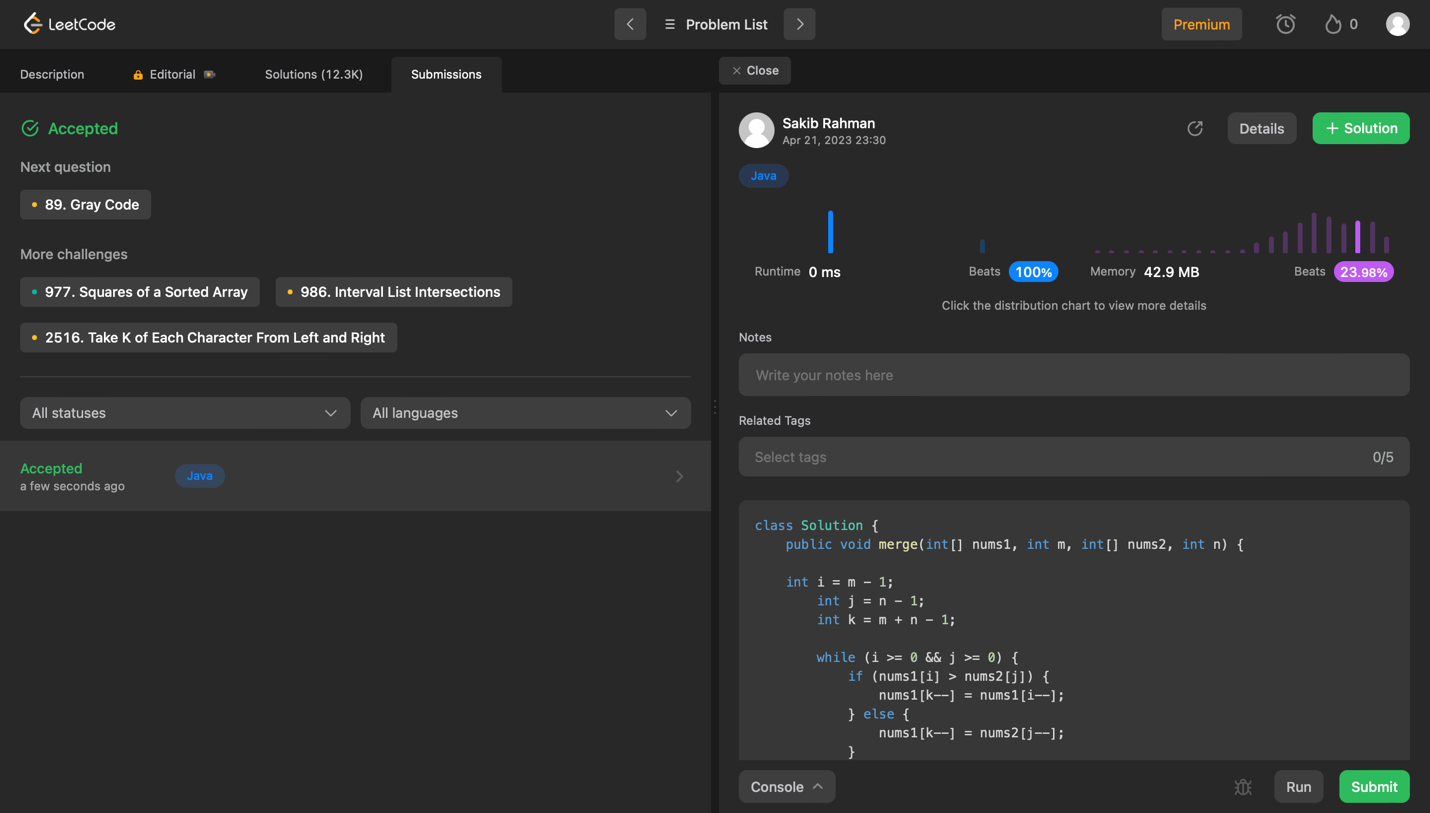 LeetCode
Problem List
Premium
0
Description
Editorial
Solutions (12.3K)
Submissions
Accepted
Next question
89. Gray Code
More challenges
977. Squares of a Sorted Array
986. Interval List Intersections
2516. Take K of Each Character From Left and Right
All statuses
All languages
Accepted
a few seconds ago
Java
Close
Sakib Rahman
Apr 21, 2023 23:30
Details
+ Solution
Java
Runtime 0 ms
Beats 100%
Memory 42.9 MB
Beats 23.98%
Click the distribution chart to view more details
Notes
Write your notes here
Related Tags
Select tags
0/5
class Solution {
    public void merge(int[] nums1, int m, int[] nums2, int n) {
    int i = m - 1;
        int j = n - 1;
        int k = m + n - 1;
        while (i >= 0 && j >= 0) {
            if (nums1[i] > nums2[j]) {
                nums1[k--] = nums1[i--];
            } else {
                nums1[k--] = nums2[j--];
            }
Console
Run
Submit